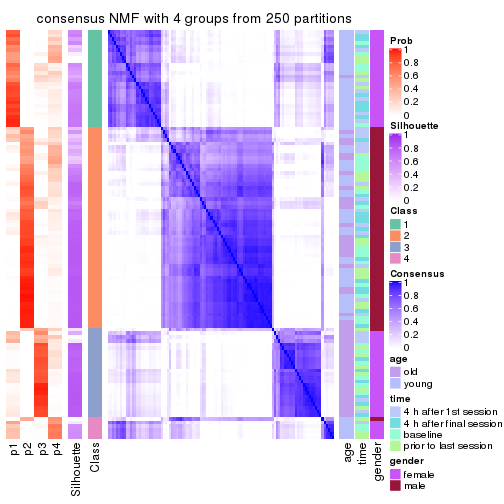 consensus NMF with 4 groups from 250 partitions
Prob
1
0.8
0.6
0.4
0.2
0
Silhouette
1
0.8
0.6
0.4
0.2
0
Class
1
2
3
4
Consensus
1
0.8
0.6
0.4
0.2
0
age
old
young
time
4 h after 1st session
4 h after final session
baseline
prior to last session
gender
female
male
p1
p2
p3
p4
Silhouette
Class
age
time
gender